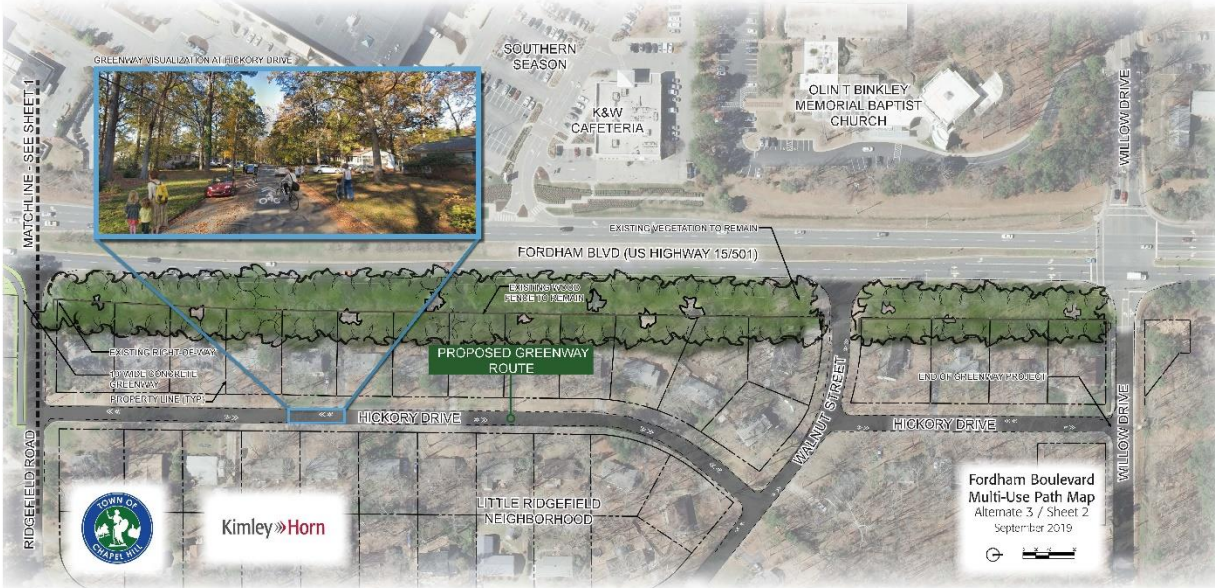 GREENWAY VISUALIZATION AT HICKORY DRIVE
MATCHLINE - SEE SHEET 1
SOUTHERN
SEASON
K&W
CAFETERIA
OLIN T BINKLEY
MEMORIAL BAPTIST
CHURCH
WILLOW DRIVE
EXISTING VEGETATION TO REMAIN
FORDHAM BLVD (US HIGHWAY 15/501)
EXISTING WOOD
FENCE TO REMAIN
EXISTING RIGHT-OF-WAY
10' WIDE CONCRETE
GREENWAY
PROPERTY LINE (TYP)
PROPOSED GREENWAY
ROUTE
END OF GREENWAY PROJECT
HICKORY DRIVE
WALNUT STREET
HICKORY DRIVE
RIDGEFIELD ROAD
WILLOW DRIVE
LITTLE RIDGEFIELD
NEIGHBORHOOD
TOWN OF
CHAPEL HILL
Kimley»Horn
Fordham Boulevard
Multi-Use Path Map
Alternate 3 / Sheet 2
September 2019